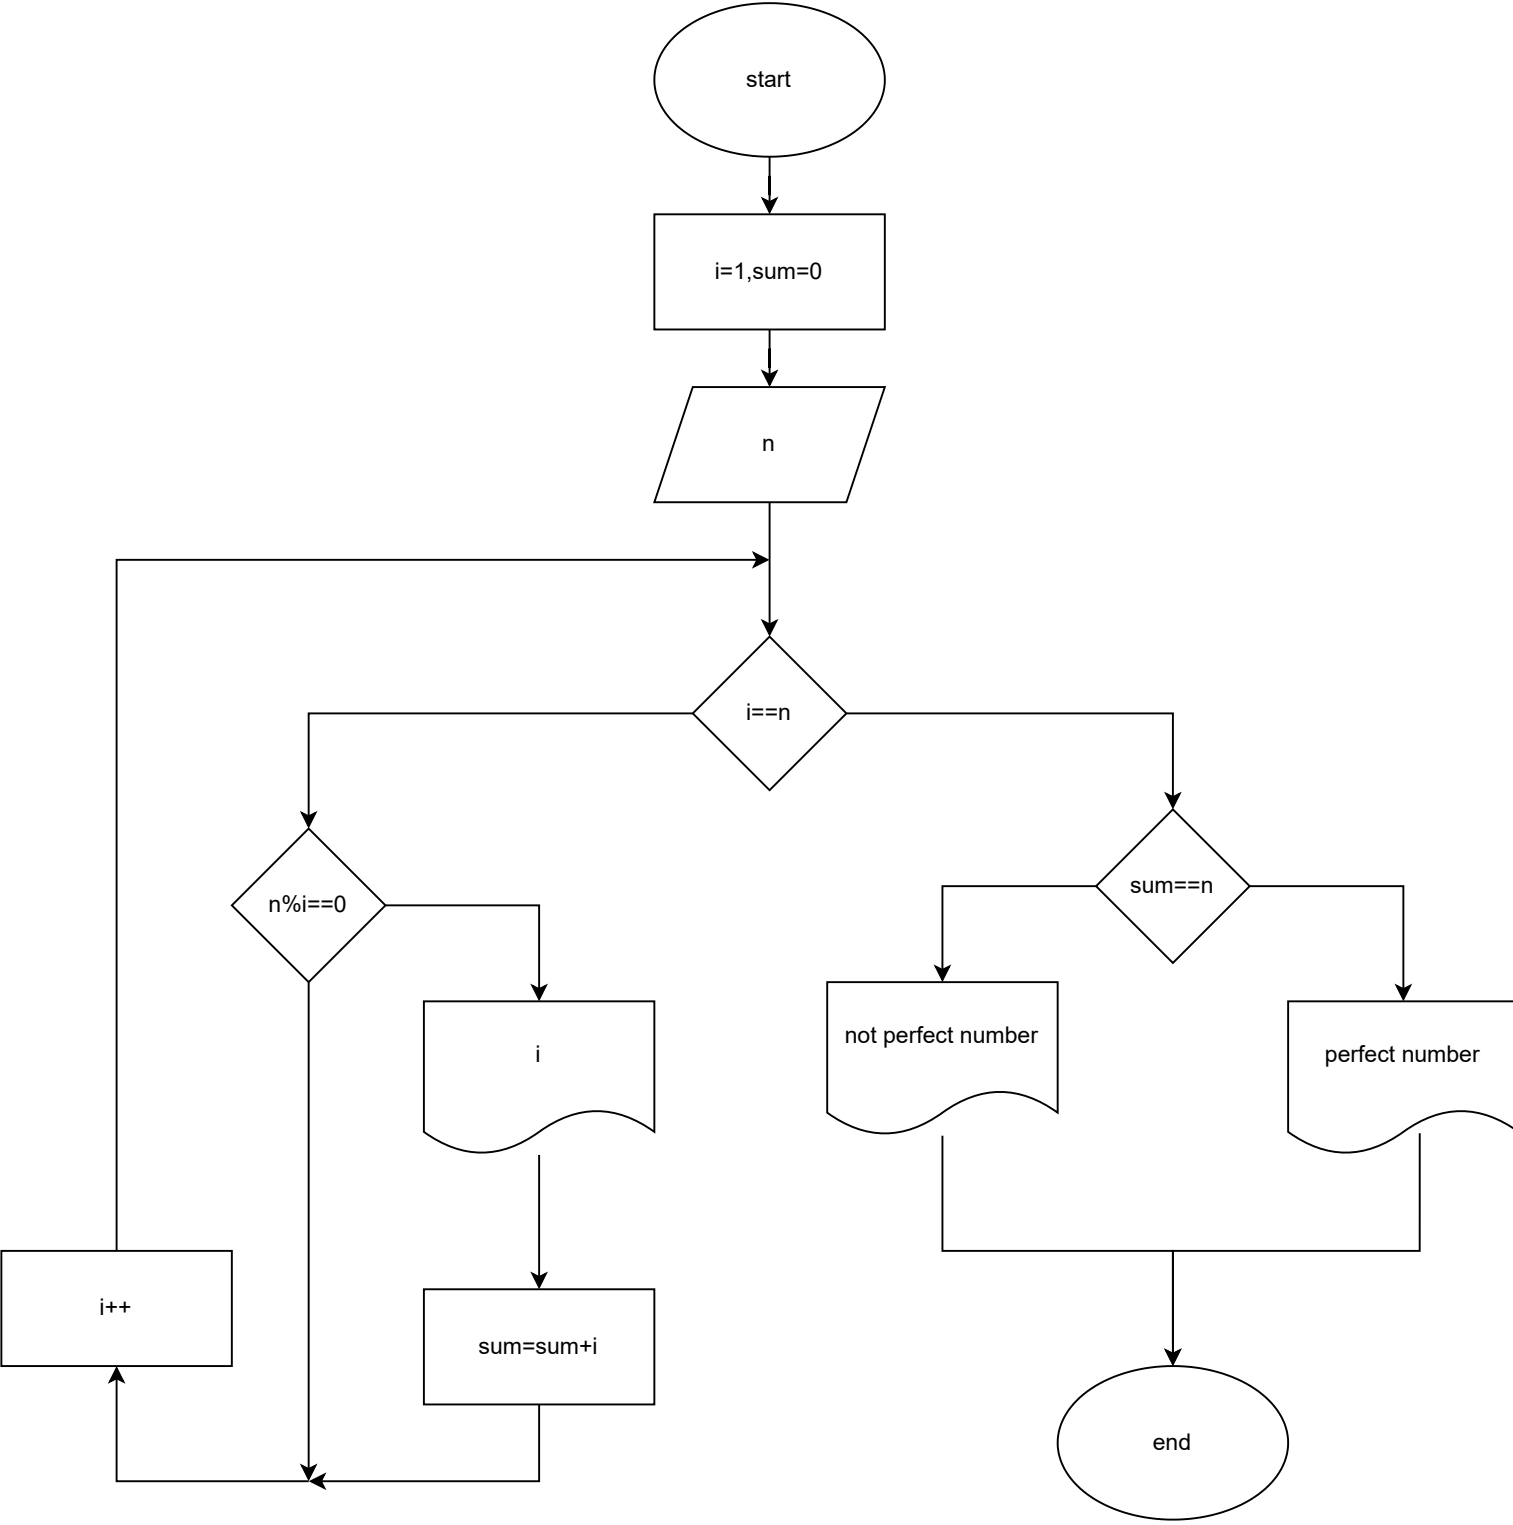 start
i=1,sum=0
n
i==n
n%i==0
sum==n
i
not perfect number
perfect number
i++
sum=sum+i
end